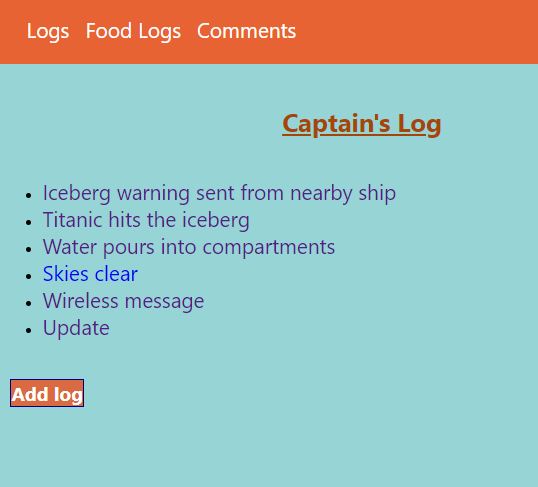 Logs Food Logs Comments
Captain's Log
Iceberg warning sent from nearby ship
Titanic hits the iceberg
Water pours into compartments
Skies clear
Wireless message
Update
Add log